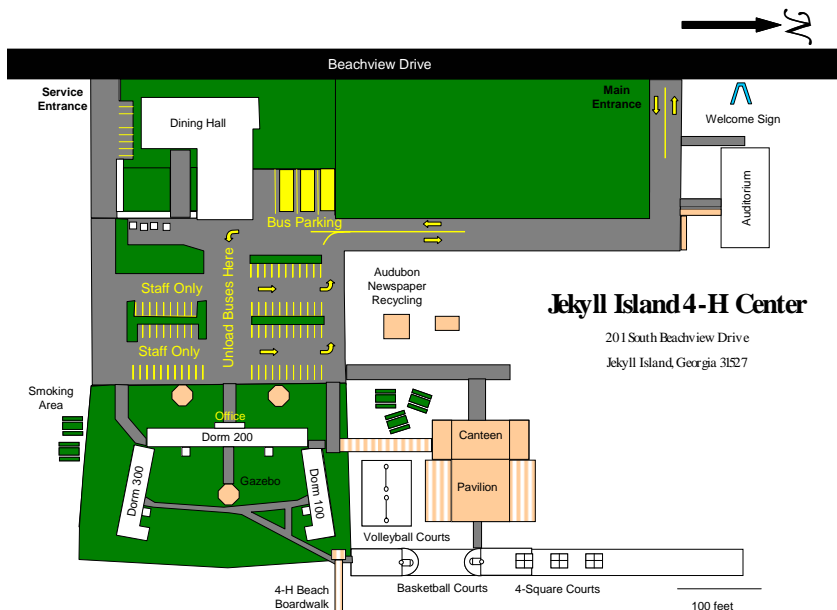 N
Beachview Drive
Service
Entrance
Main
Entrance
Dining Hall
Welcome Sign
Auditorium
Bus Parking
Unload Buses Here
Staff Only
Staff Only
Audubon
Newspaper
Recycling
Jekyll Island 4-H Center
201 South Beachview Drive
Jekyll Island, Georgia 31527
Smoking
Area
Office
Dorm 200
Canteen
Dorm 300
Gazebo
Dorm 100
Pavilion
Volleyball Courts
Basketball Courts
4-Square Courts
4-H Beach
Boardwalk
100 feet